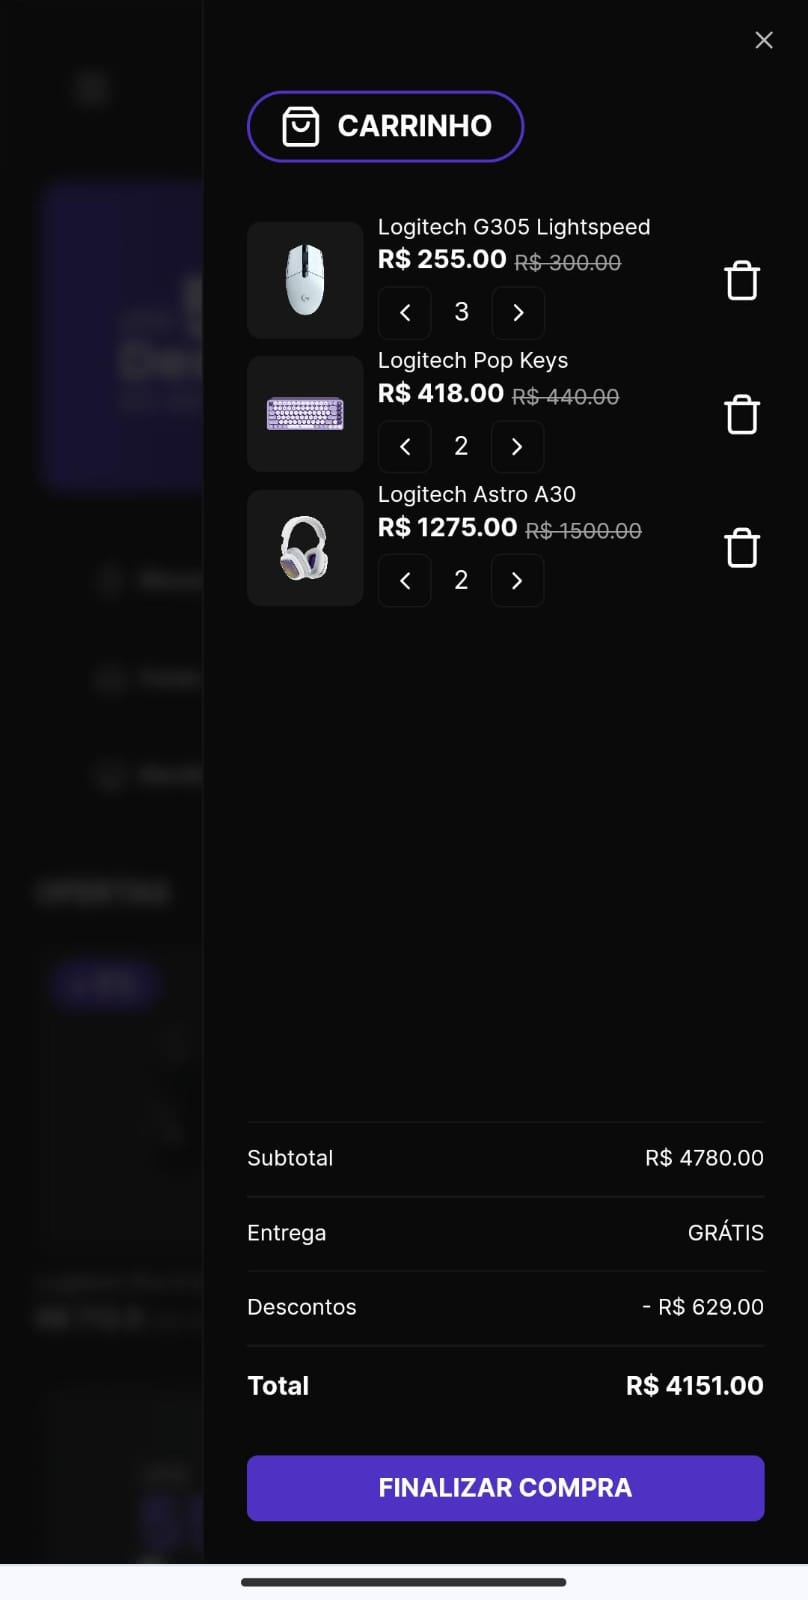 CARRINHO
Logitech G305 Lightspeed
R$ 255.00 R$ 300.00
3
Logitech Pop Keys
R$ 418.00 R$ 440.00
2
Logitech Astro A30
R$ 1275.00 R$ 1500.00
2
Subtotal R$ 4780.00
Entrega GRÁTIS
Descontos - R$ 629.00
Total R$ 4151.00
FINALIZAR COMPRA